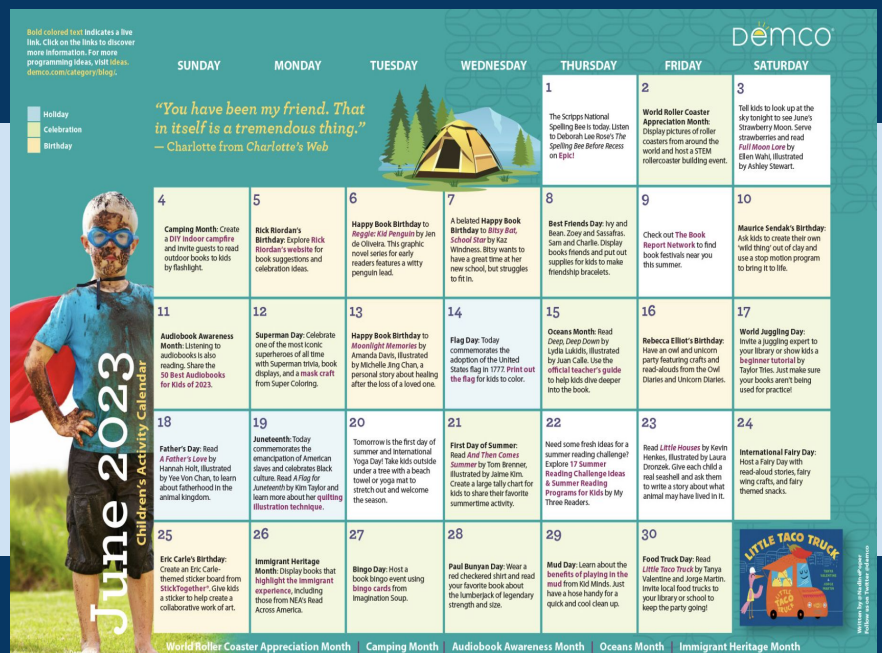 Bold colored text indicates a live
link. Click on the links to discover
more information. For more
programming ideas, visit ideas.
demco.com/category/blog/.
Holiday
Celebration
Birthday
DEMCO
SUNDAY MONDAY TUESDAY WEDNESDAY THURSDAY FRIDAY SATURDAY
"You have been my friend. That
in itself is a tremendous thing."
— Charlotte from Charlotte's Web
1
The Scripps National
Spelling Bee is today. Listen
to Deborah Lee Rose's The
Spelling Bee Before Recess
on Epic!
2
World Roller Coaster
Appreciation Month:
Display pictures of roller
coasters from around the
world and host a STEM
rollercoaster building event.
3
Tell kids to look up at the
sky tonight to see June's
Strawberry Moon. Serve
strawberries and read
Full Moon Lore by
Ellen Wahi, illustrated
by Ashley Stewart.
4
Camping Month: Create
a DIY indoor campfire
and invite guests to read
outdoor books to kids
by flashlight.
5
Rick Riordan's
Birthday: Explore Rick
Riordan's website for
book suggestions and
celebration ideas.
6
Happy Book Birthday to
Reggie: Kid Penguin by Jen
de Oliveira. This graphic
novel series for early
readers features a witty
penguin lead.
7
A belated Happy Book
Birthday to Bitsy Bat,
School Star by Kaz
Windness. Bitsy wants to
have a great time at her
new school, but struggles
to fit in.
8
Best Friends Day: Ivy and
Bean. Zoey and Sassafras.
Sam and Charlie. Display
books friends and put out
supplies for kids to make
friendship bracelets.
9
Check out The Book
Report Network to find
book festivals near you
this summer.
10
Maurice Sendak's Birthday:
Ask kids to create their own
'wild thing' out of clay and
use a stop motion program
to bring it to life.
11
Audiobook Awareness
Month: Listening to
audiobooks is also
reading. Share the
50 Best Audiobooks
for Kids of 2023.
12
Superman Day: Celebrate
one of the most iconic
superheroes of all time
with Superman trivia, book
displays, and a mask craft
from Super Coloring.
13
Happy Book Birthday to
Moonlight Memories by
Amanda Davis, illustrated
by Michelle Jing Chan, a
personal story about healing
after the loss of a loved one.
14
Flag Day: Today
commemorates the
adoption of the United
States flag in 1777. Print out
the flag for kids to color.
15
Oceans Month: Read
Deep, Deep Down by
Lydia Lukidis, illustrated
by Juan Calle. Use the
official teacher's guide
to help kids dive deeper
into the book.
16
Rebecca Elliot's Birthday:
Have an owl and unicorn
party featuring crafts and
read-alouds from the Owl
Diaries and Unicorn Diaries.
17
World Juggling Day:
Invite a juggling expert to
your library or show kids a
beginner tutorial by
Taylor Tries. Just make sure
your books aren't being
used for practice!
18
Father's Day: Read
A Father's Love by
Hannah Holt, illustrated
by Yee Von Chan, to learn
about fatherhood in the
animal kingdom.
19
Juneteenth: Today
commemorates the
emancipation of American
slaves and celebrates Black
culture. Read A Flag for
Juneteenth by Kim Taylor and
learn more about her quilting
illustration technique.
20
Tomorrow is the first day of
summer and International
Yoga Day! Take kids outside
under a tree with a beach
towel or yoga mat to
stretch out and welcome
the season.
21
First Day of Summer:
Read And Then Comes
Summer by Tom Brenner,
illustrated by Jaime Kim.
Create a large tally chart for
kids to share their favorite
summertime activity.
22
Need some fresh ideas for a
summer reading challenge?
Explore 17 Summer
Reading Challenge Ideas
& Summer Reading
Programs for Kids by My
Three Readers.
23
Read Little Houses by Kevin
Henkes, illustrated by Laura
Dronzek. Give each child a
real seashell and ask them
to write a story about what
animal may have lived in it.
24
International Fairy Day:
Host a Fairy Day with
read-aloud stories, fairy
wing crafts, and fairy
themed snacks.
25
Eric Carle's Birthday:
Create an Eric Carle-
themed sticker board from
StickTogether®. Give kids
a sticker to help create a
collaborative work of art.
26
Immigrant Heritage
Month: Display books that
highlight the immigrant
experience, including
those from NEA's Read
Across America.
27
Bingo Day: Host a
book bingo event using
bingo cards from
Imagination Soup.
28
Paul Bunyan Day: Wear a
red checkered shirt and read
your favorite book about
the lumberjack of legendary
strength and size.
29
Mud Day: Learn about the
benefits of playing in the
mud from Kid Minds. Just
have a hose handy for a
quick and cool clean up.
30
Food Truck Day: Read
Little Taco Truck by Tanya
Valentine and Jorge Martin.
Invite local food trucks to
your library or school to
keep the party going!
LITTLE TACO TRUCK
LITTLE
TACO
TRUCK
June 2023
Children's Activity Calendar
Follow us on Twitter @demco
World Roller Coaster Appreciation Month | Camping Month | Audiobook Awareness Month | Oceans Month | Immigrant Heritage Month